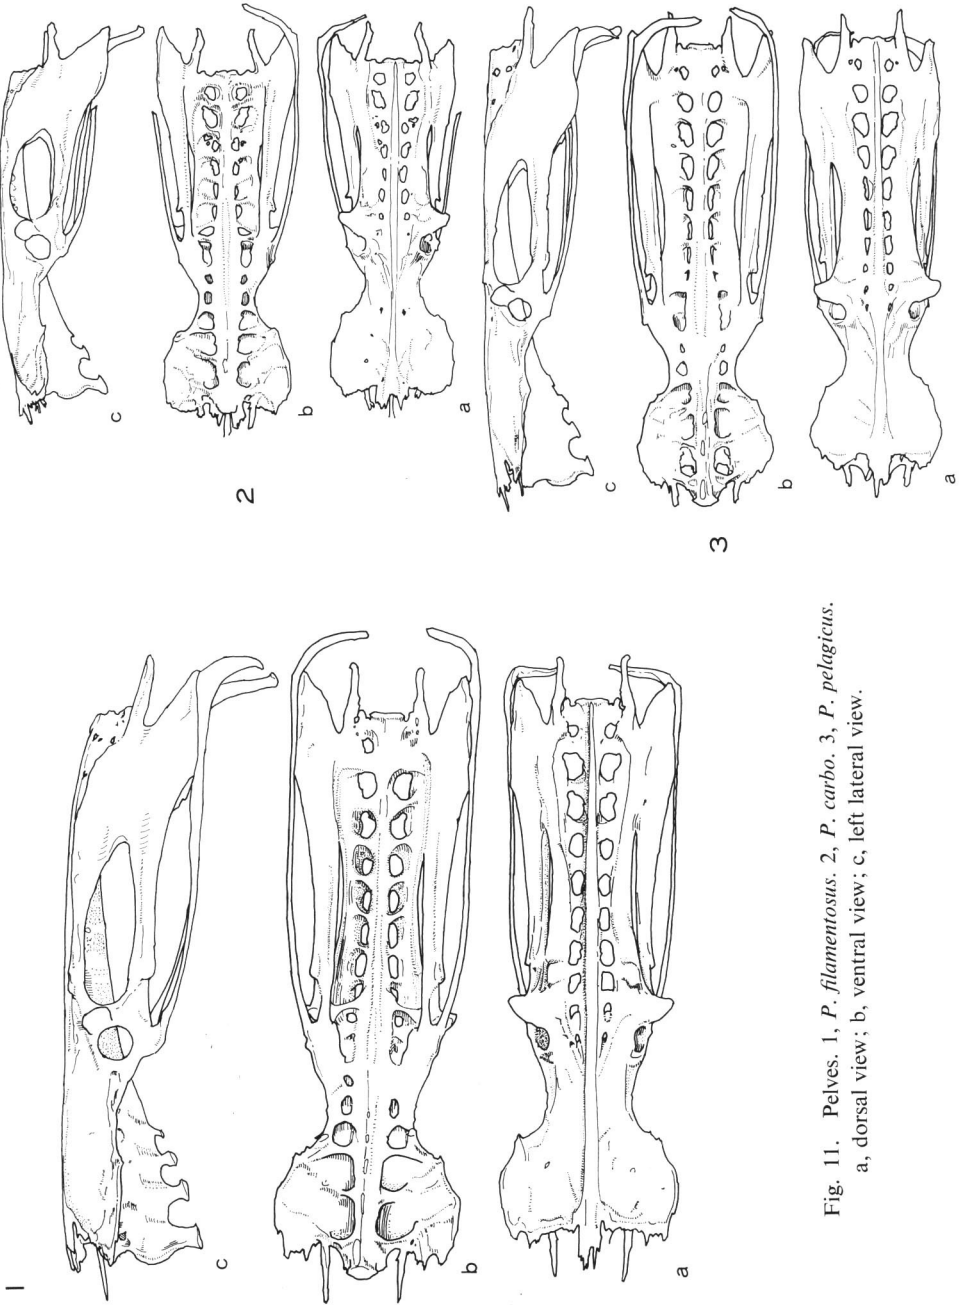 1
c
b
a
2
c
b
a
3
c
b
a
Fig. 11. Pelves. 1, P. filamentosus. 2, P. carbo. 3, P. pelagicus.
a, dorsal view; b, ventral view; c, left lateral view.